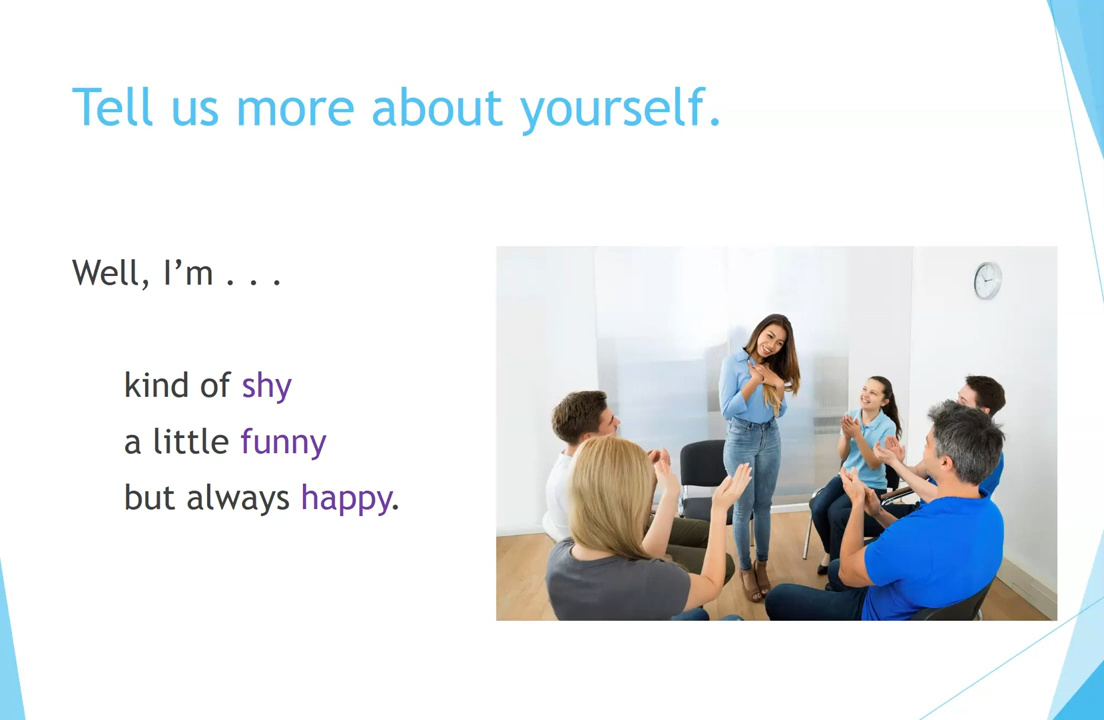 Tell us more about yourself.
Well, I’m . . .
kind of shy
a little funny
but always happy.